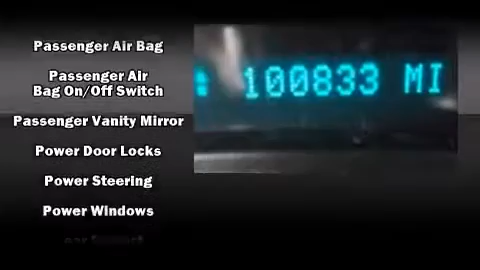 Passenger Air Bag
Passenger Air
Bag On/Off Switch
Passenger Vanity Mirror
Power Door Locks
Power Steering
Power Windows
: 100833 MI